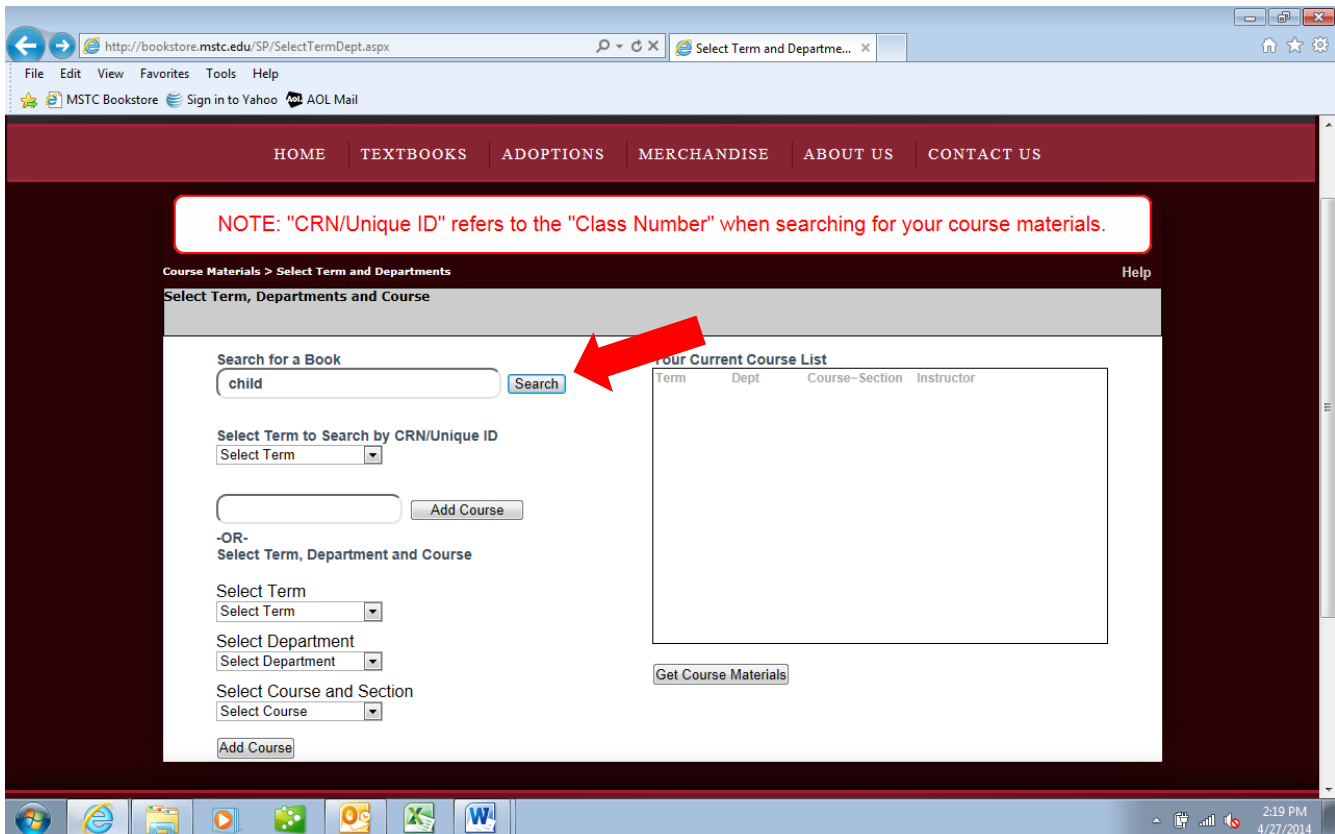 http://bookstore.mstc.edu/SP/SelectTermDept.aspx
Select Term and Departme...
File Edit View Favorites Tools Help
MSTC Bookstore Sign in to Yahoo AOL Mail
HOME TEXTBOOKS ADOPTIONS MERCHANDISE ABOUT US CONTACT US
NOTE: "CRN/Unique ID" refers to the "Class Number" when searching for your course materials.
Course Materials > Select Term and Departments Help
Select Term, Departments and Course
Search for a Book
child Search
Select Term to Search by CRN/Unique ID
Select Term
Add Course
-OR-
Select Term, Department and Course
Select Term
Select Term
Select Department
Select Department
Select Course and Section
Select Course
Add Course
Your Current Course List
Term Dept Course~Section Instructor
Get Course Materials
2:19 PM
4/27/2014